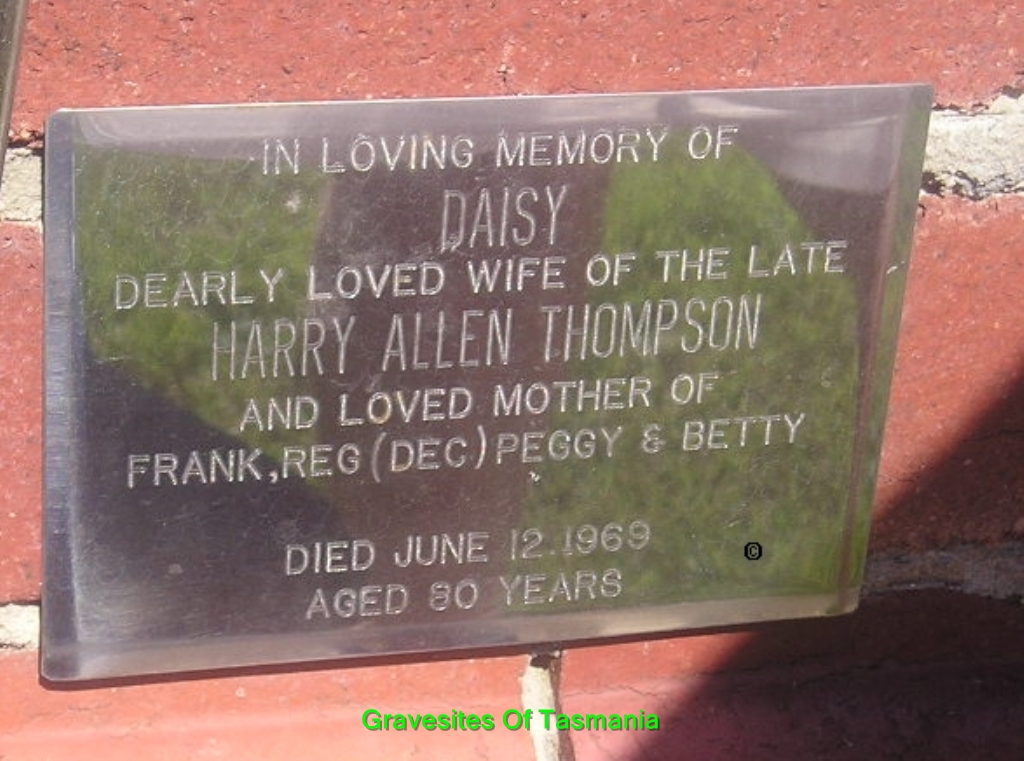 IN LOVING MEMORY OF
DAISY
DEARLY LOVED WIFE OF THE LATE
HARRY ALLEN THOMPSON
AND LOVED MOTHER OF
FRANK,REG (DEC) PEGGY & BETTY
DIED JUNE 12.1969
©
AGED 80 YEARS
Gravesites Of Tasmania